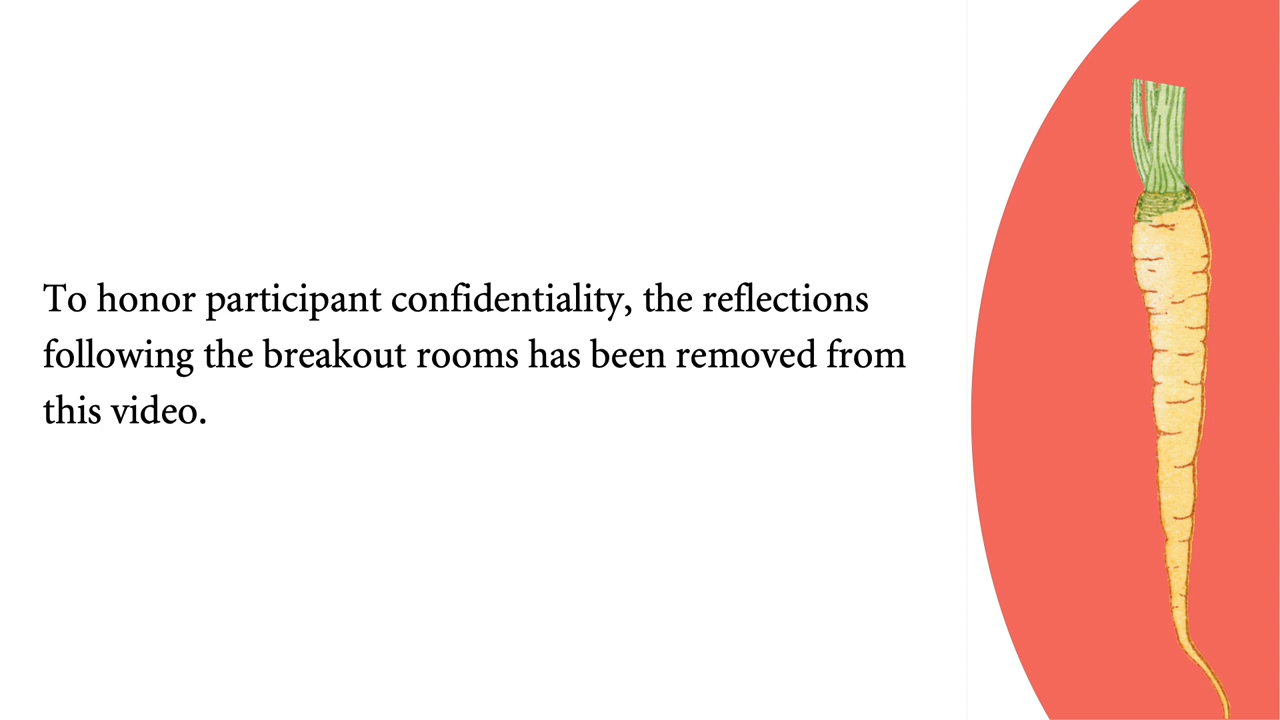 To honor participant confidentiality, the reflections
following the breakout rooms has been removed from
this video.